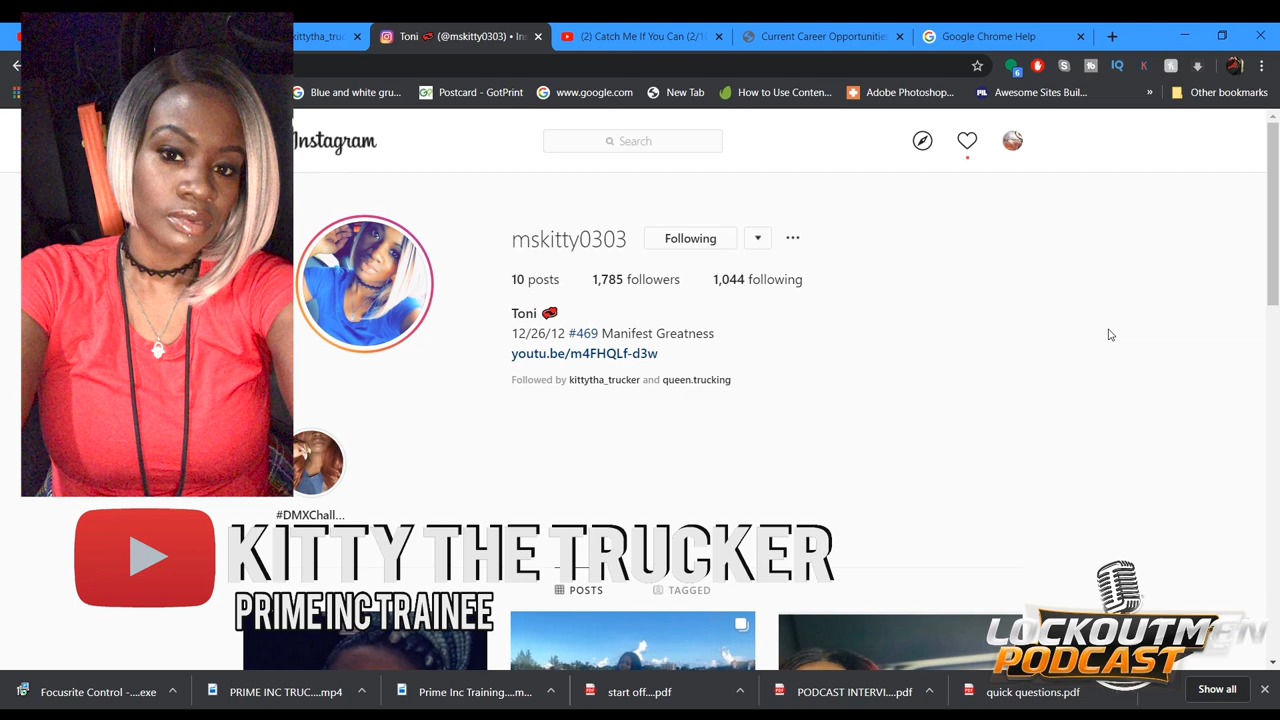 kittytha_truc
Toni 💋 (@mskitty0303) • Ins
(2) Catch Me If You Can (2/10
Current Career Opportunities
Google Chrome Help
6
Blue and white gru...
Postcard - GotPrint
www.google.com
New Tab
How to Use Conten...
Adobe Photoshop...
Awesome Sites Buil...
» Other bookmarks
Instagram
Search
mskitty0303 Following
10 posts 1,785 followers 1,044 following
Toni
12/26/12 #469 Manifest Greatness
youtu.be/m4FHQLf-d3w
Followed by kittytha_trucker and queen.trucking
#DMXChall...
KITTY THE TRUCKER
POSTS TAGGED
PRIME INC TRAINEE
LOCKOUTMEN
PODCAST
Focusrite Control -....exe
PRIME INC TRUC....mp4
Prime Inc Training....m...
start off....pdf
PODCAST INTERVI....pdf
quick questions.pdf
Show all